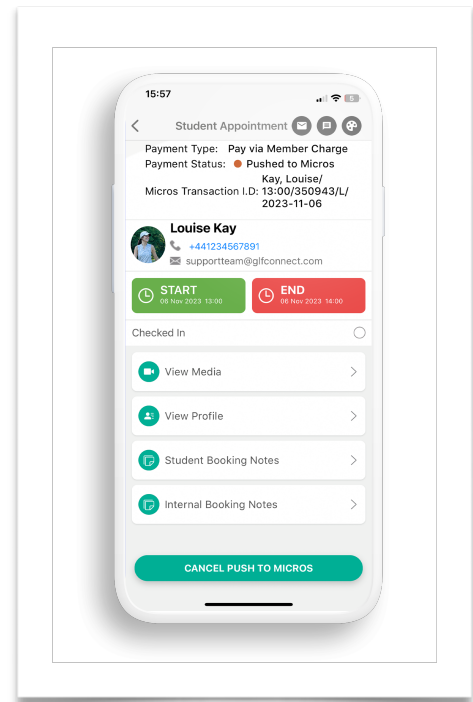 15:57
5
Student Appointment
Payment Type: Pay via Member Charge
Payment Status: Pushed to Micros
Kay, Louise/
Micros Transaction I.D: 13:00/350943/L/
2023-11-06
Louise Kay
+441234567891
supportteam@glfconnect.com
START
06 Nov 2023 13:00
END
06 Nov 2023 14:00
Checked In
View Media
View Profile
Student Booking Notes
Internal Booking Notes
CANCEL PUSH TO MICROS